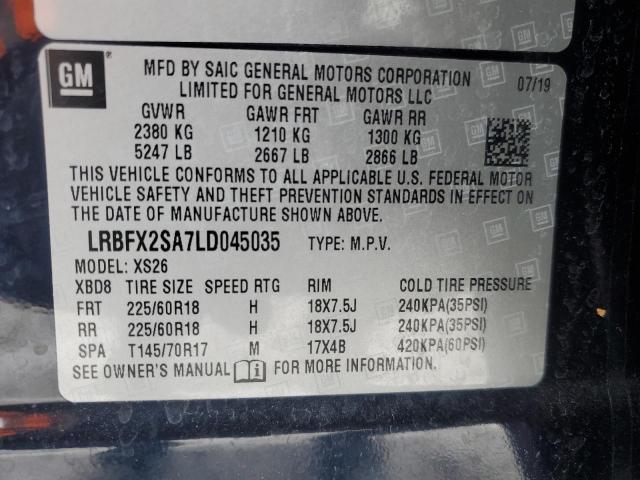 GM
MFD BY SAIC GENERAL MOTORS CORPORATION
LIMITED FOR GENERAL MOTORS LLC
07/19
GVWR GAWR FRT GAWR RR
2380 KG 1210 KG 1300 KG
5247 LB 2667 LB 2866 LB
THIS VEHICLE CONFORMS TO ALL APPLICABLE U.S. FEDERAL MOTOR
VEHICLE SAFETY AND THEFT PREVENTION STANDARDS IN EFFECT ON
THE DATE OF MANUFACTURE SHOWN ABOVE.
LRBFX2SA7LD045035 TYPE: M.P.V.
MODEL: XS26
XBD8 TIRE SIZE SPEED RTG RIM COLD TIRE PRESSURE
FRT 225/60R18 H 18X7.5J 240KPA(35PSI)
RR 225/60R18 H 18X7.5J 240KPA(35PSI)
SPA T145/70R17 M 17X4B 420KPA(60PSI)
SEE OWNER'S MANUAL i FOR MORE INFORMATION.